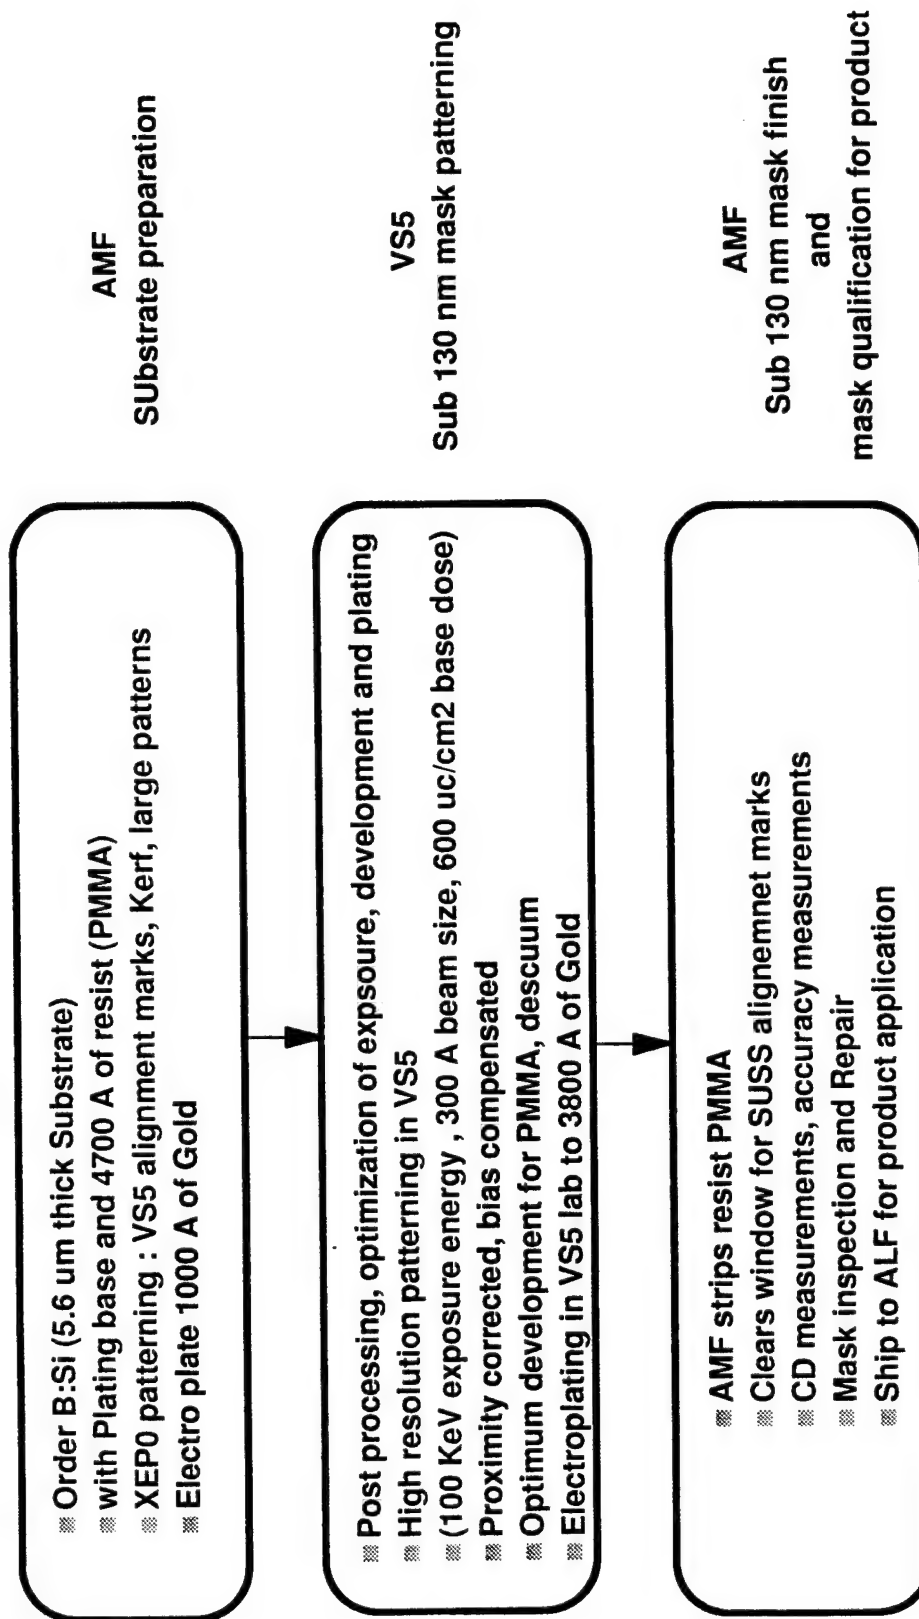 Order B:Si (5.6 um thick Substrate)
with Plating base and 4700 A of resist (PMMA)
XEP0 patterning : VS5 alignment marks, Kerf, large patterns
Electro plate 1000 A of Gold
AMF
SUbstrate preparation
Post processing, optimization of expsoure, development and plating
High resolution patterning in VS5
(100 KeV exposure energy , 300 A beam size, 600 uc/cm2 base dose)
Proximity corrected, bias compensated
Optimum development for PMMA, descuum
Electroplating in VS5 lab to 3800 A of Gold
VS5
Sub 130 nm mask patterning
AMF strips resist PMMA
Clears window for SUSS alignemnet marks
CD measurements, accuracy measurements
Mask inspection and Repair
Ship to ALF for product application
AMF
Sub 130 nm mask finish
and
mask qualification for product